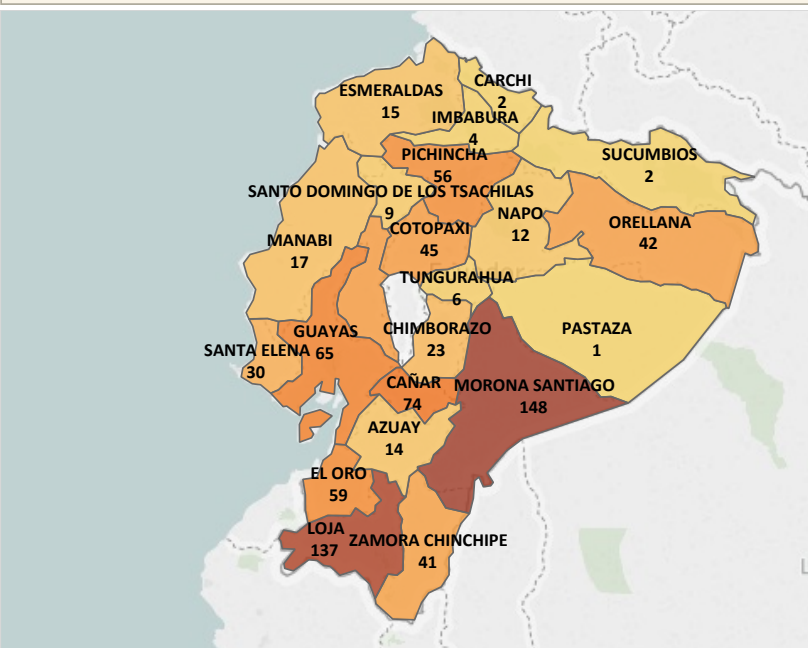 CARCHI
2
ESMERALDAS
15
IMBABURA
4
PICHINCHA
56
SUCUMBIOS
2
SANTO DOMINGO DE LOS TSACHILAS
9
NAPO
12
ORELLANA
42
COTOPAXI
45
MANABI
17
TUNGURAHUA
6
GUAYAS
65
CHIMBORAZO
23
PASTAZA
1
SANTA ELENA
30
CAÑAR
74
MORONA SANTIAGO
148
AZUAY
14
EL ORO
59
LOJA
137
ZAMORA CHINCHIPE
41